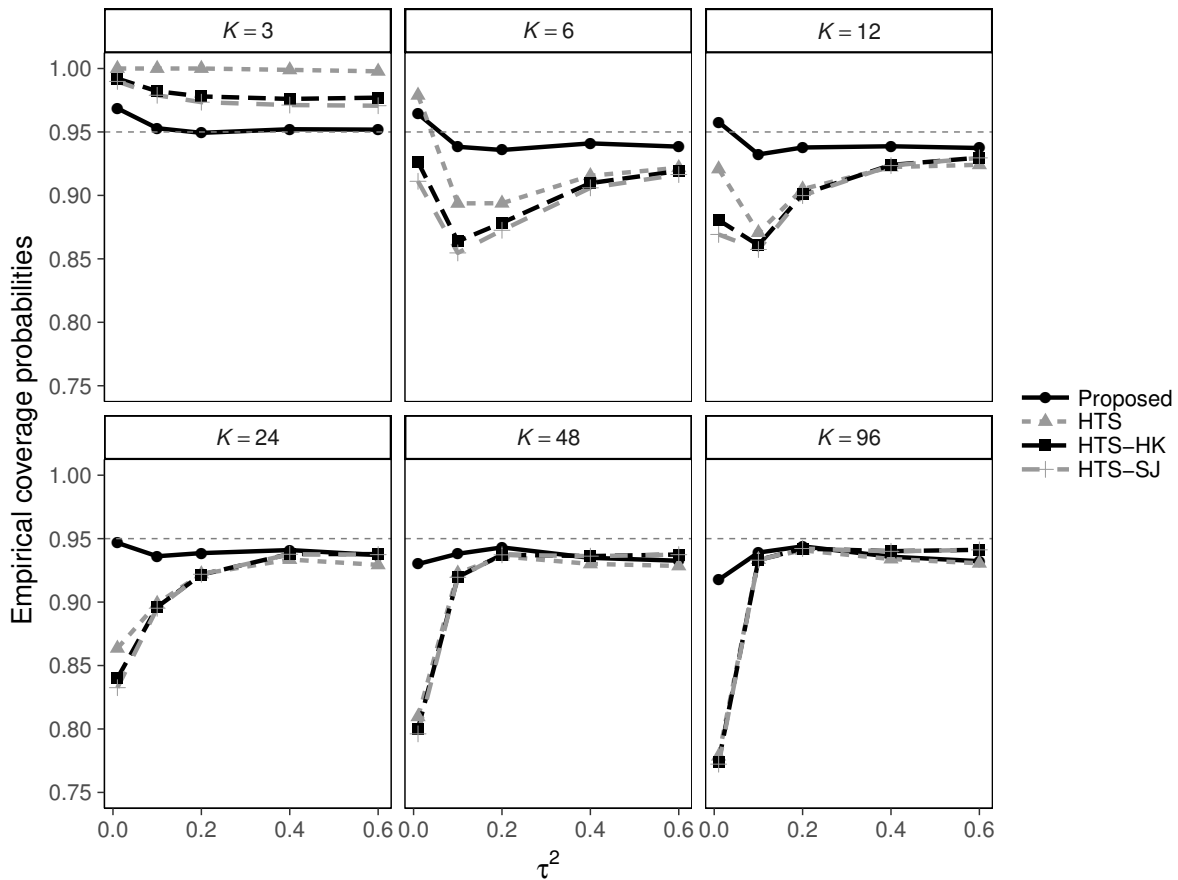 K = 3
K = 6
K = 12
1.00
0.95
0.90
0.85
0.80
0.75
K = 24
K = 48
K = 96
1.00
0.95
0.90
0.85
0.80
0.75
0.0 0.2 0.4 0.6
0.0 0.2 0.4 0.6
0.0 0.2 0.4 0.6
τ²
Empirical coverage probabilities
Proposed
HTS
HTS−HK
HTS−SJ